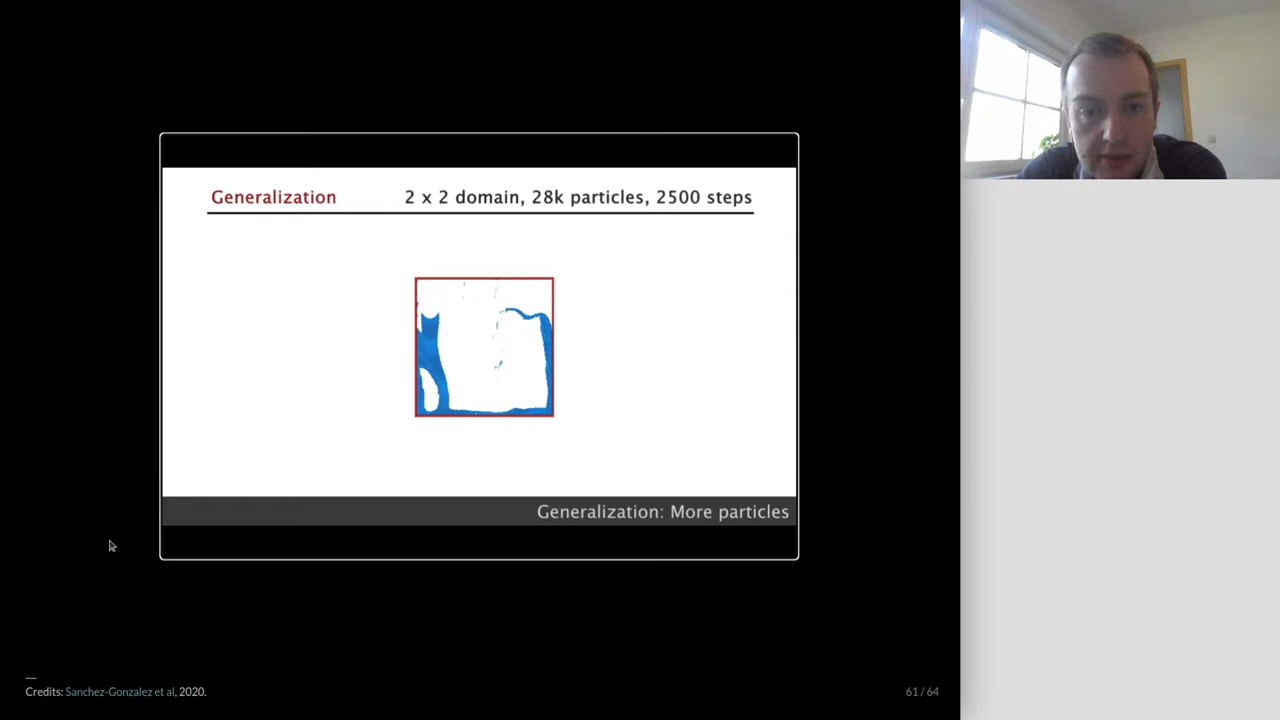 Generalization 2 x 2 domain, 28k particles, 2500 steps
Generalization: More particles
Credits: Sanchez-Gonzalez et al, 2020.
61 / 64